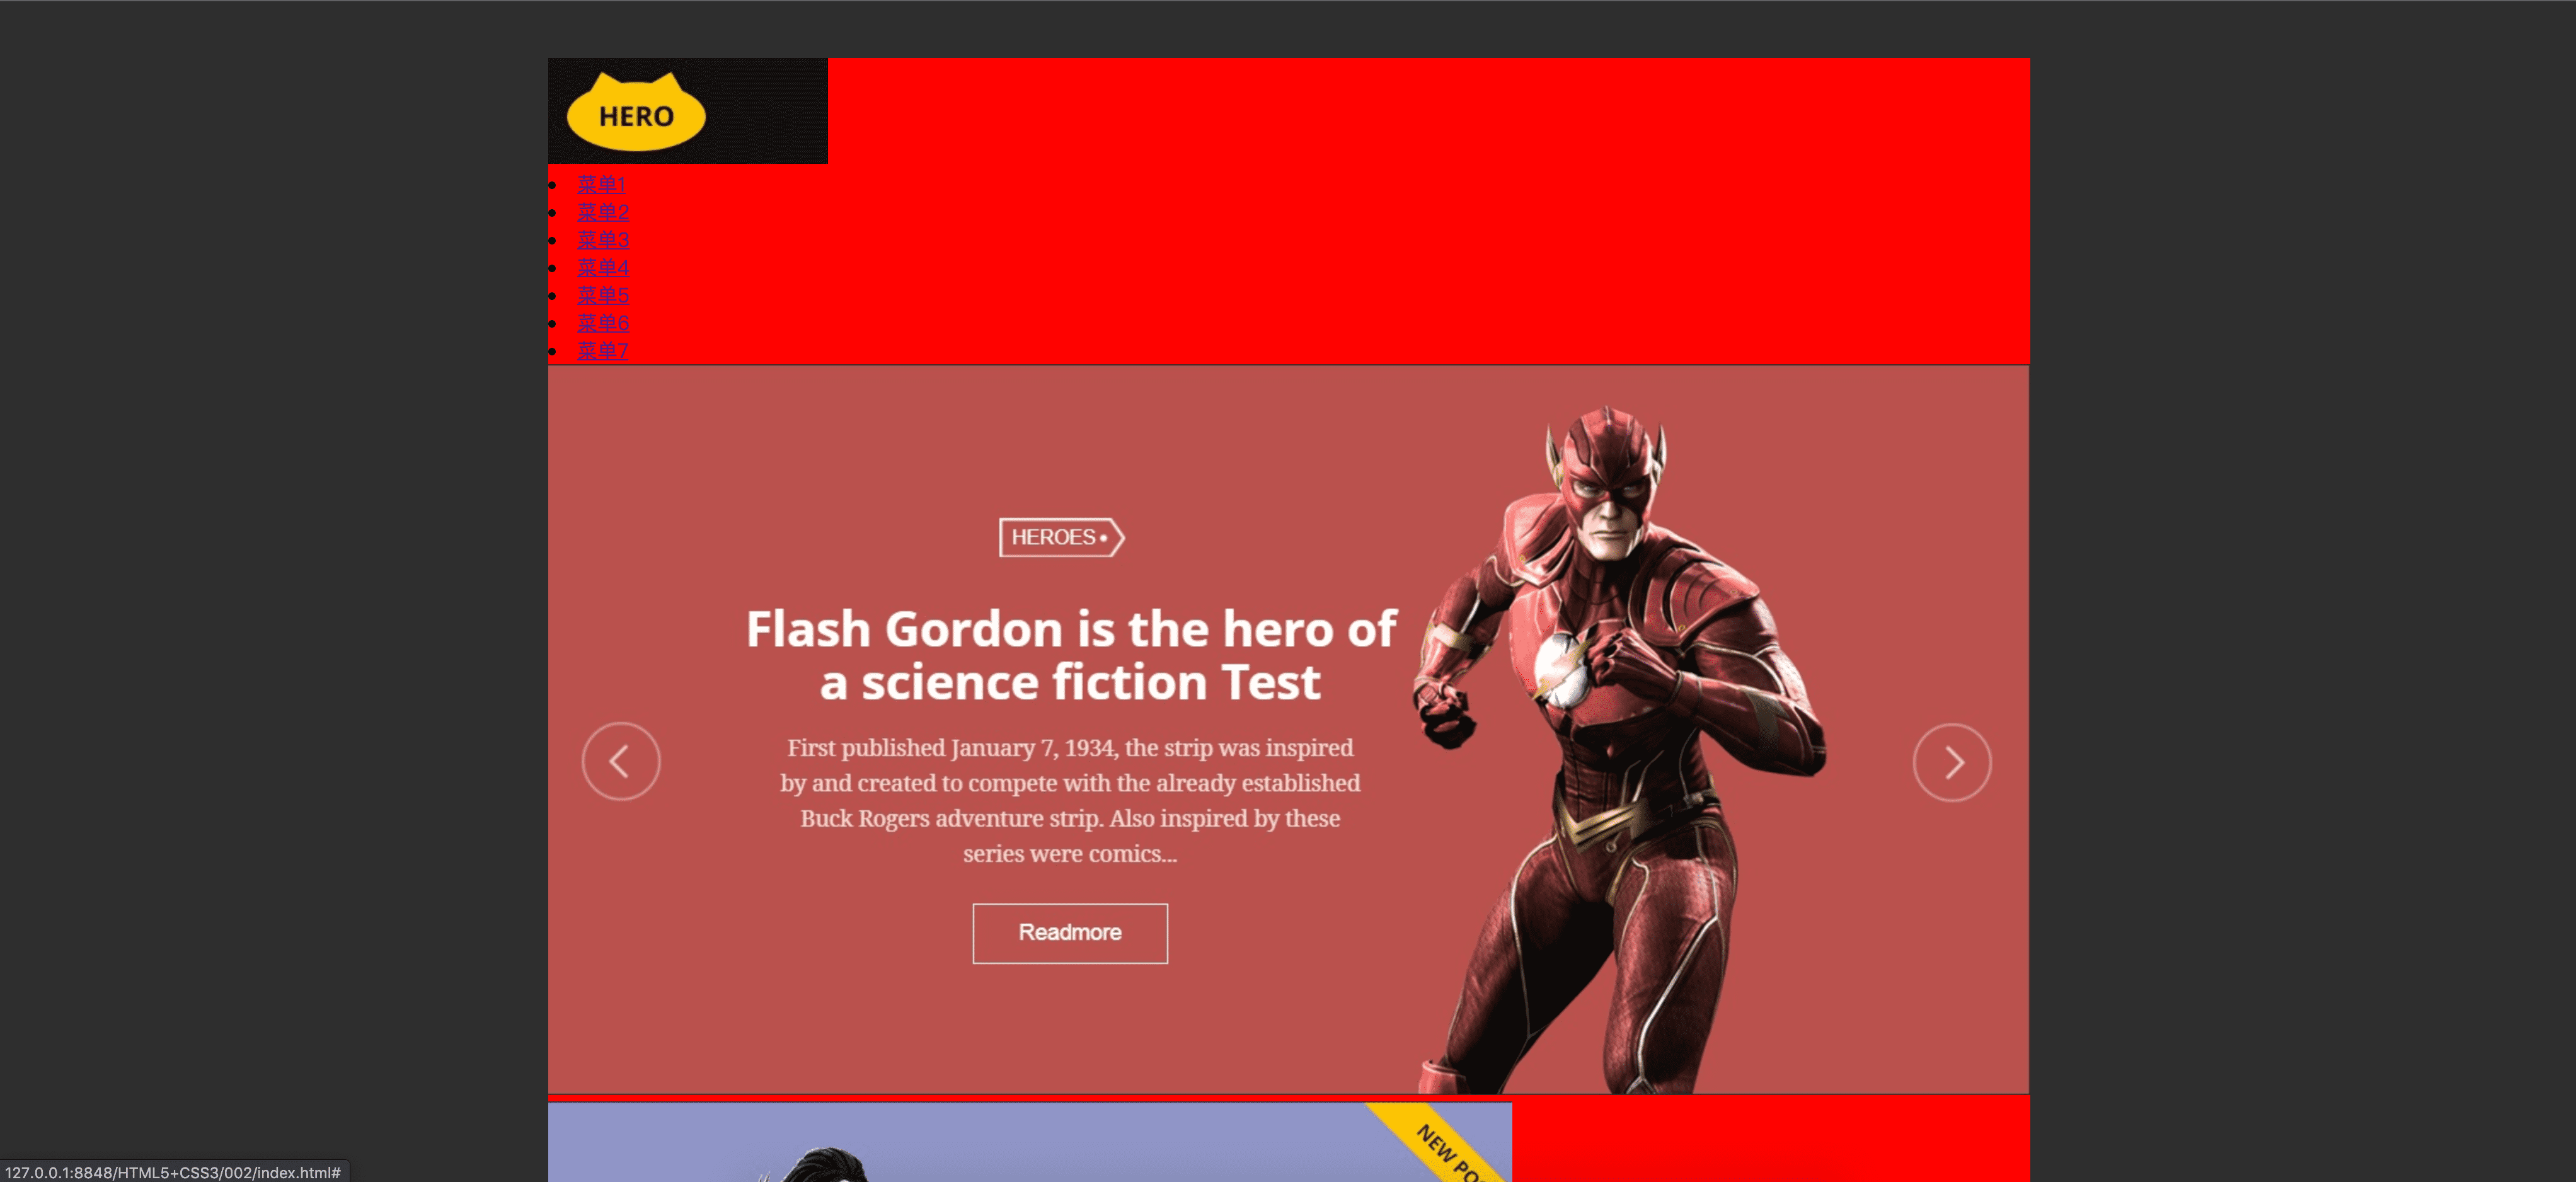 HERO
菜单1
菜单2
菜单3
菜单4
菜单5
菜单6
菜单7
HEROES
Flash Gordon is the hero of
a science fiction Test
First published January 7, 1934, the strip was inspired
by and created to compete with the already established
Buck Rogers adventure strip. Also inspired by these
series were comics...
Readmore
NEW
127.0.0.1:8848/HTML5+CSS3/002/index.html#